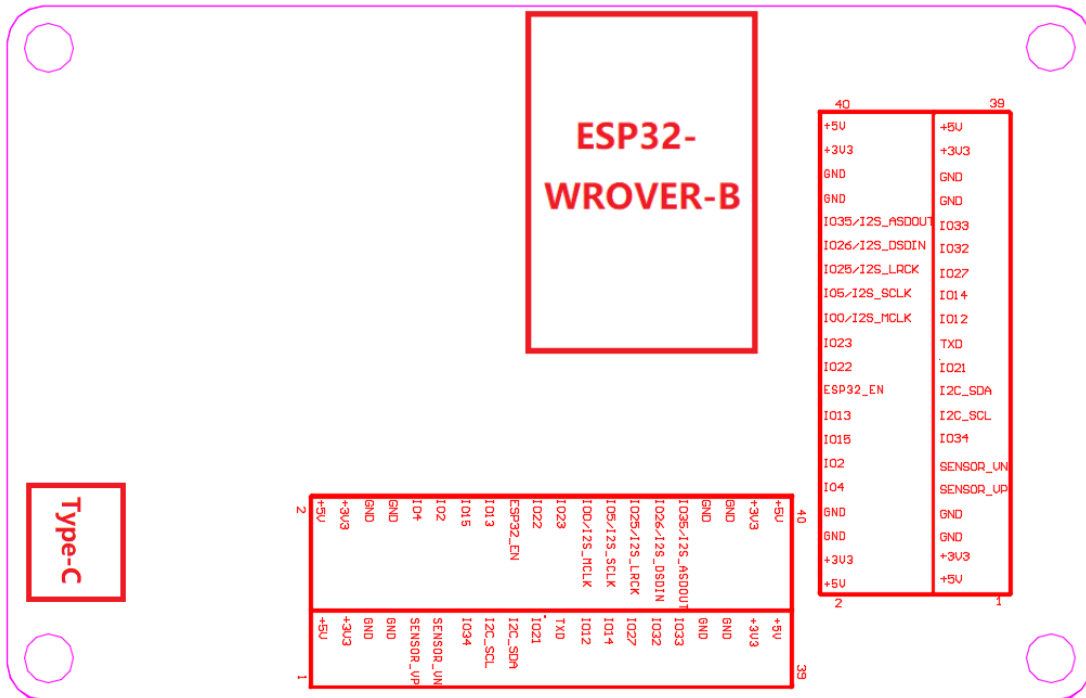 ESP32-
WROVER-B
40 39
+5V +5V
+3V3 +3V3
GND GND
GND GND
IO35/I2S_ASDOUT IO33
IO26/I2S_DSDIN IO32
IO25/I2S_LRCK IO27
IO5/I2S_SCLK IO14
IO0/I2S_MCLK IO12
IO23 TXD
IO22 IO21
ESP32_EN I2C_SDA
IO13 I2C_SCL
IO15 IO34
IO2 SENSOR_VN
IO4 SENSOR_VP
GND GND
GND GND
+3V3 +3V3
+5V +5V
2 1
Type-C
2
+5V
+3V3
GND
GND
IO4
IO2
IO15
IO13
ESP32_EN
IO22
IO23
IO0/I2S_MCLK
IO5/I2S_SCLK
IO25/I2S_LRCK
IO26/I2S_DSDIN
IO35/I2S_ASDOUT
GND
GND
+3V3
+5V
40
1
+5V
+3V3
GND
GND
SENSOR_VP
SENSOR_VN
IO34
I2C_SCL
I2C_SDA
IO21
TXD
IO12
IO14
IO27
IO32
IO33
GND
GND
+3V3
+5V
39